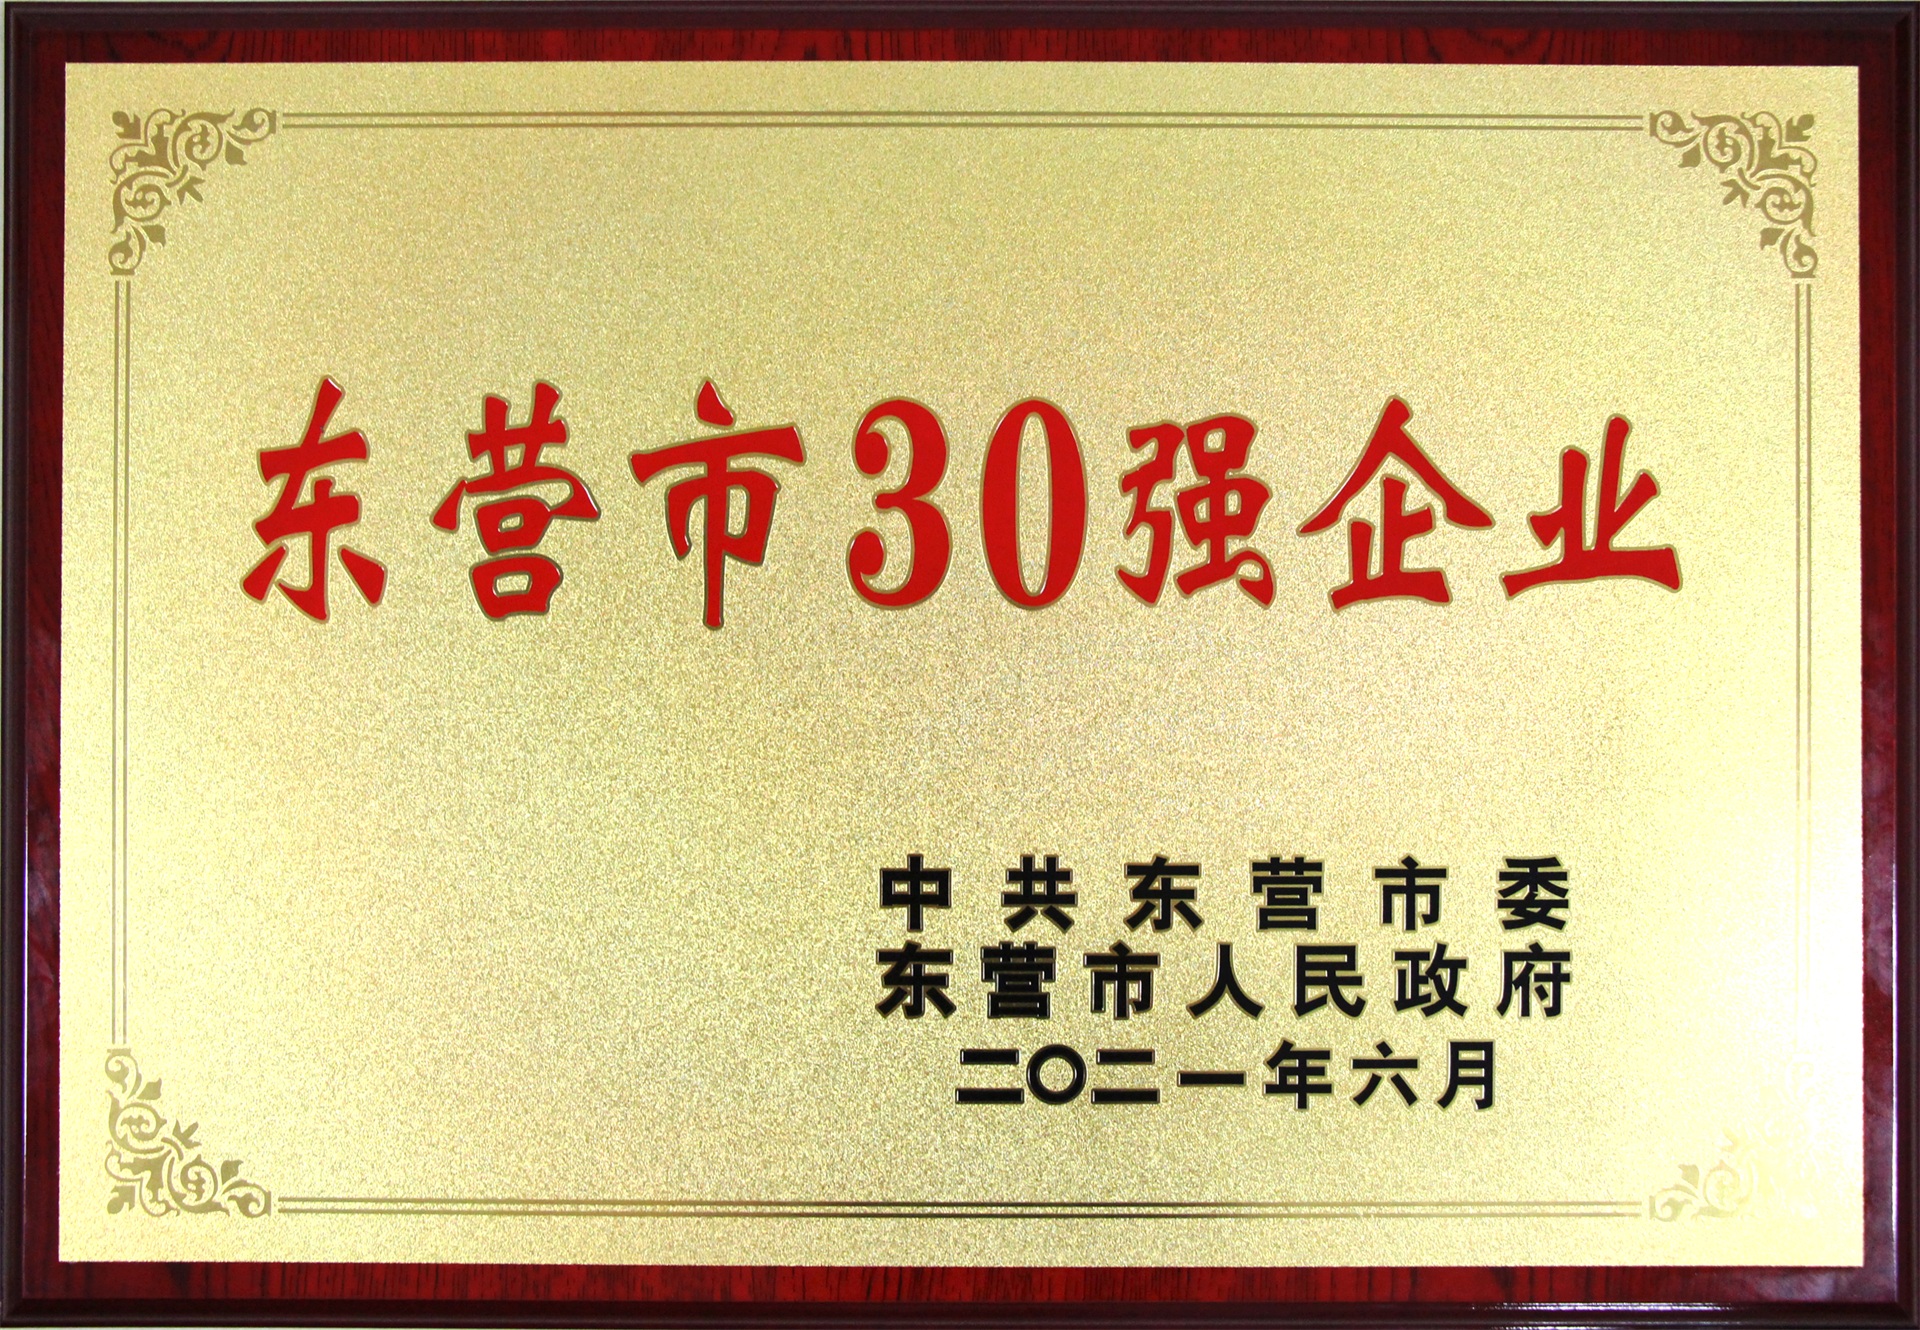 东营市30强企业
中共东营市委
东营市人民政府
二〇二一年六月